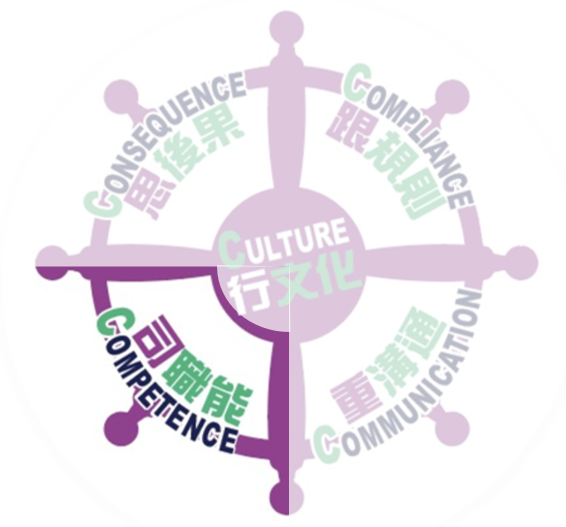 CONSEQUENCE
思後果
COMPLIANCE
跟規則
CULTURE
行文化
司職能
COMPETENCE
重溝通
COMMUNICATION